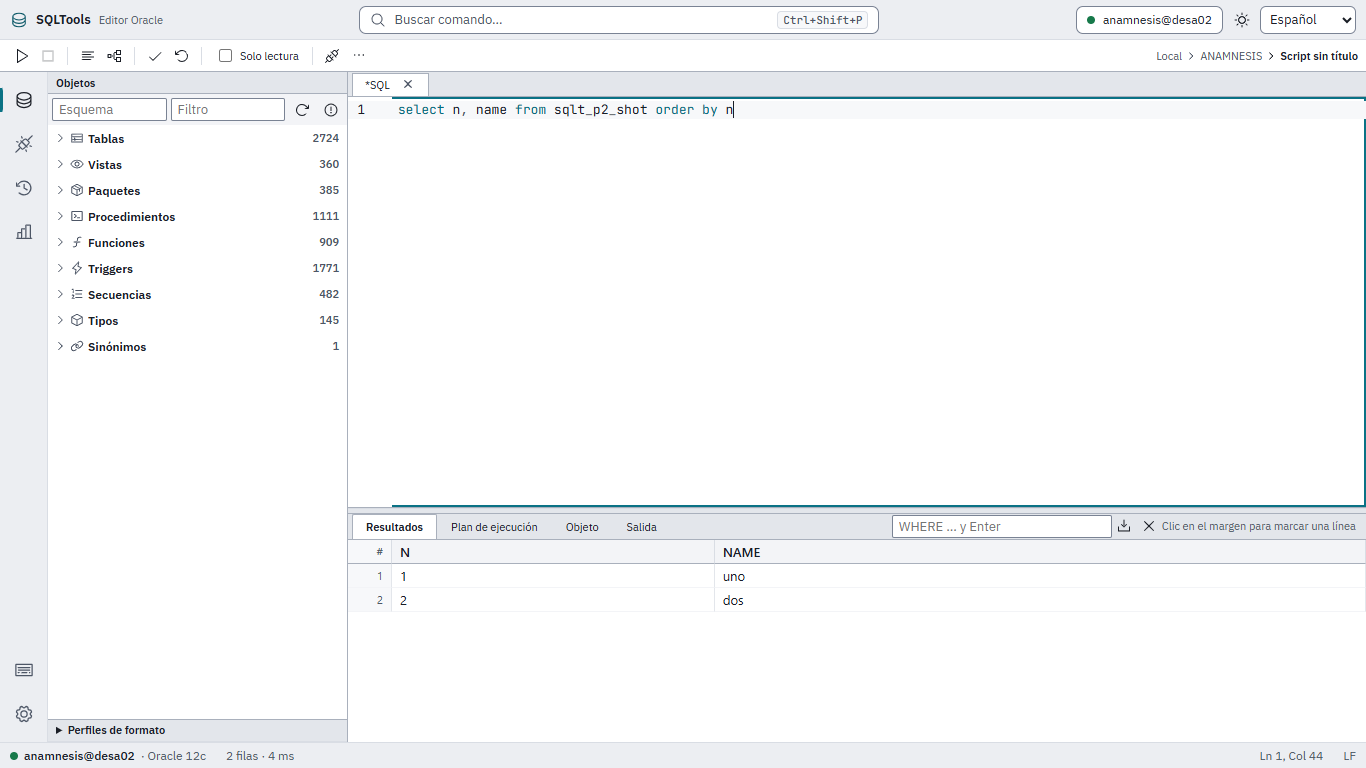 SQLTools Editor Oracle
Buscar comando... Ctrl+Shift+P
anamnesis@desa02
Español
Solo lectura
Local > ANAMNESIS > Script sin título
Objetos
Esquema
Filtro
Tablas 2724
Vistas 360
Paquetes 385
Procedimientos 1111
Funciones 909
Triggers 1771
Secuencias 482
Tipos 145
Sinónimos 1
Perfiles de formato
*SQL
1 select n, name from sqlt_p2_shot order by n
Resultados Plan de ejecución Objeto Salida
WHERE ... y Enter
Clic en el margen para marcar una línea
# N NAME
1 1 uno
2 2 dos
anamnesis@desa02 · Oracle 12c 2 filas · 4 ms
Ln 1, Col 44 LF